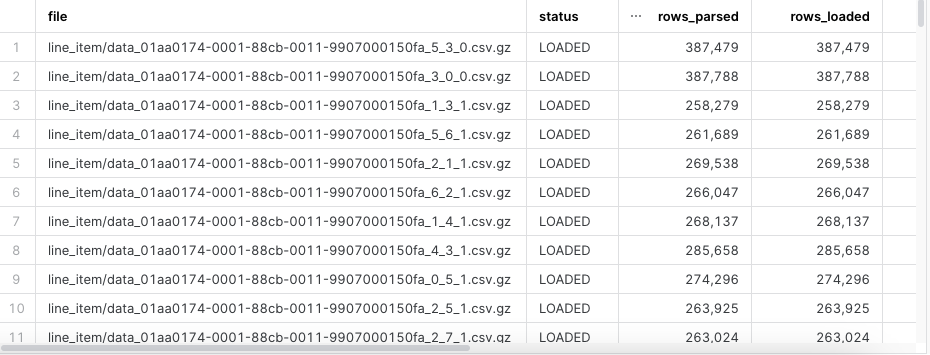 file status ··· rows_parsed rows_loaded
1 line_item/data_01aa0174-0001-88cb-0011-9907000150fa_5_3_0.csv.gz LOADED 387,479 387,479
2 line_item/data_01aa0174-0001-88cb-0011-9907000150fa_3_0_0.csv.gz LOADED 387,788 387,788
3 line_item/data_01aa0174-0001-88cb-0011-9907000150fa_1_3_1.csv.gz LOADED 258,279 258,279
4 line_item/data_01aa0174-0001-88cb-0011-9907000150fa_5_6_1.csv.gz LOADED 261,689 261,689
5 line_item/data_01aa0174-0001-88cb-0011-9907000150fa_2_1_1.csv.gz LOADED 269,538 269,538
6 line_item/data_01aa0174-0001-88cb-0011-9907000150fa_6_2_1.csv.gz LOADED 266,047 266,047
7 line_item/data_01aa0174-0001-88cb-0011-9907000150fa_1_4_1.csv.gz LOADED 268,137 268,137
8 line_item/data_01aa0174-0001-88cb-0011-9907000150fa_4_3_1.csv.gz LOADED 285,658 285,658
9 line_item/data_01aa0174-0001-88cb-0011-9907000150fa_0_5_1.csv.gz LOADED 274,296 274,296
10 line_item/data_01aa0174-0001-88cb-0011-9907000150fa_2_5_1.csv.gz LOADED 263,925 263,925
11 line_item/data_01aa0174-0001-88cb-0011-9907000150fa_2_7_1.csv.gz LOADED 263,024 263,024